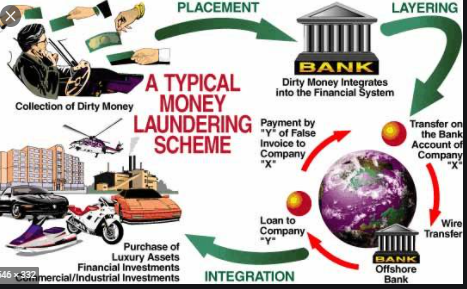 PLACEMENT
LAYERING
BANK
Dirty Money Integrates
into the Financial System
Collection of Dirty Money
A TYPICAL
MONEY
LAUNDERING
SCHEME
Payment by
"Y" of False
Invoice to
Company
"X"
Transfer on
the Bank
Account of
Company
"X"
Loan to
Company
"Y"
Wire
Transfer
BANK
Offshore
Bank
Purchase of
Luxury Assets
Financial Investments
Commercial/Industrial Investments
INTEGRATION
546 × 332